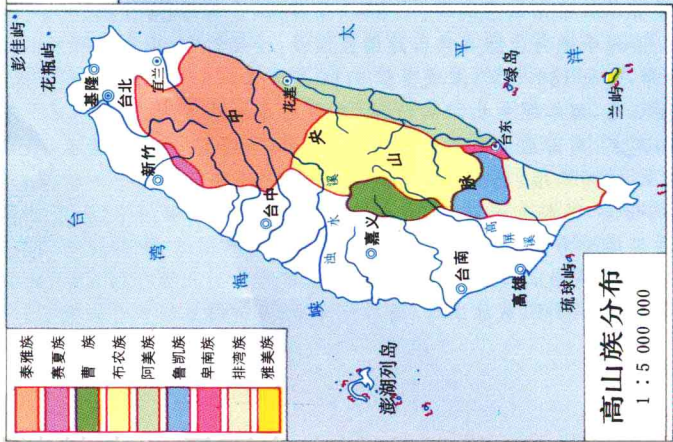 彭佳屿
花瓶屿
基隆
台北
宜兰
新竹
台中
花莲
嘉义
台南
高雄
台东
绿岛
兰屿
琉球屿
澎湖列岛
太平洋
台湾海峡
中央山脉
浊水溪
高屏溪
泰雅族
赛夏族
曹族
布农族
阿美族
鲁凯族
卑南族
排湾族
雅美族
高山族分布
1:5 000 000